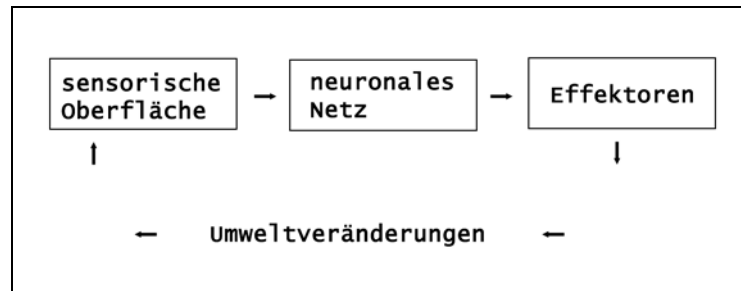 sensorische
Oberfläche
neuronales
Netz
Effektoren
Umweltveränderungen